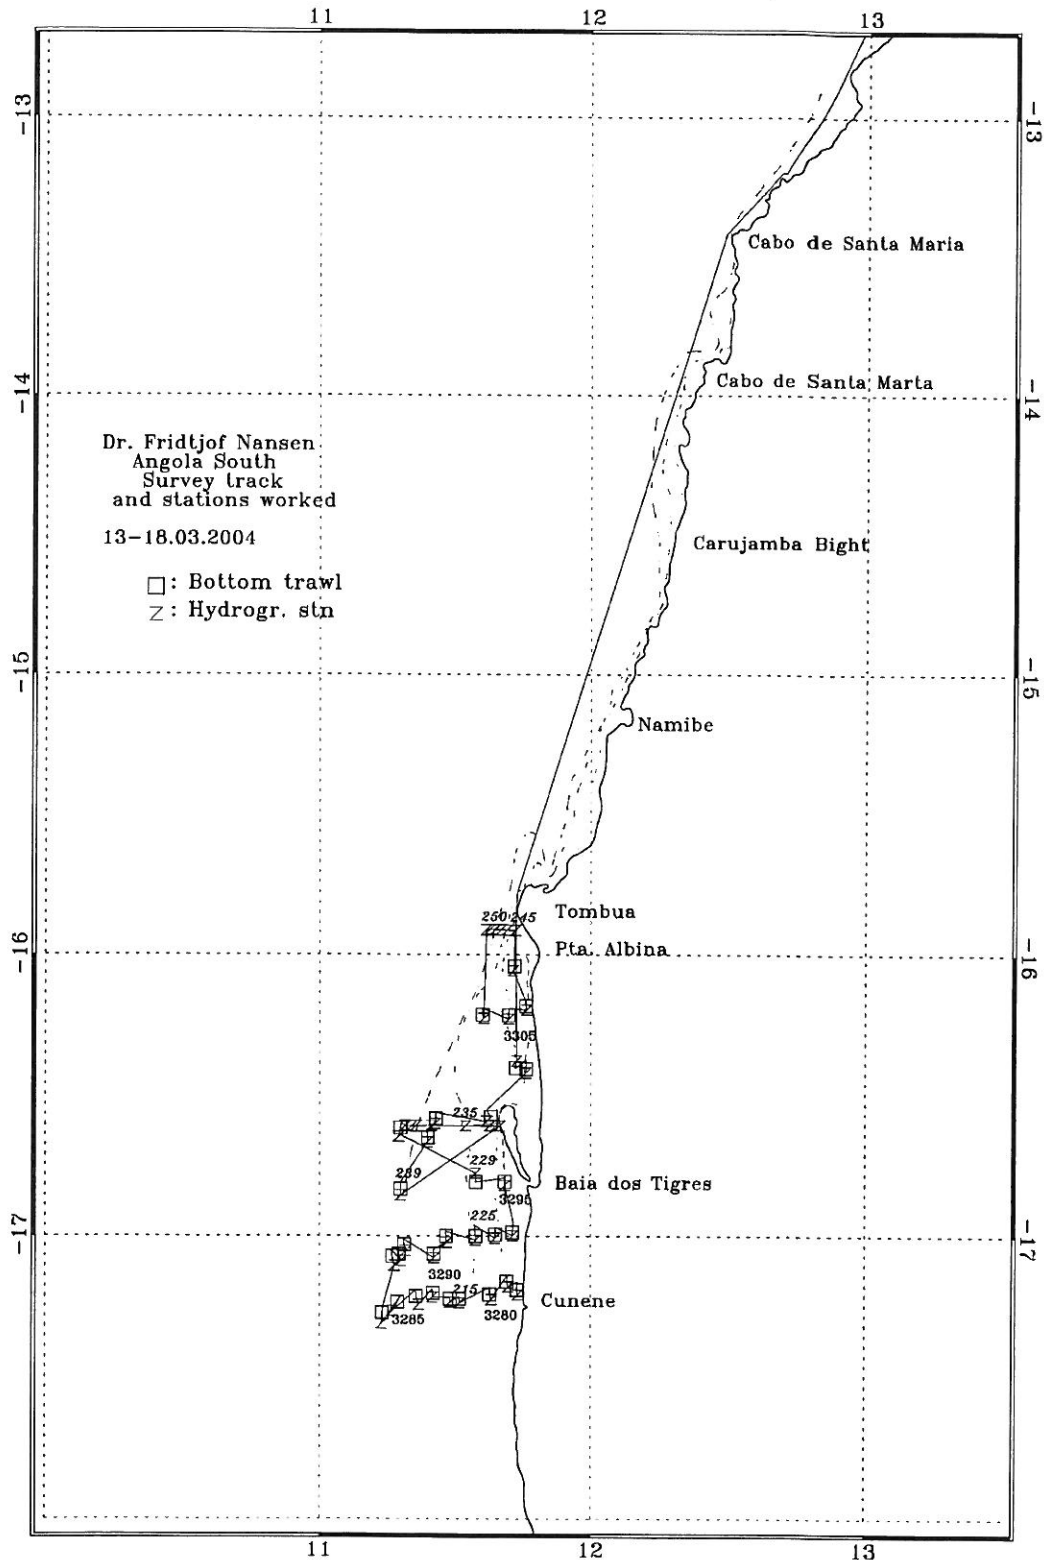 11 12 13
-13 -13
Cabo de Santa Maria
-14 -14
Cabo de Santa Marta
Dr. Fridtjof Nansen
Angola South
Survey track
and stations worked
13-18.03.2004
Carujamba Bight
□: Bottom trawl
Z: Hydrogr. stn
-15 -15
Namibe
Tombua
250 245
-16 -16
Pta. Albina
3305
235
229
239
Baia dos Tigres
3295
225
-17 -17
3290
215
Cunene
3285 3280
11 12 13